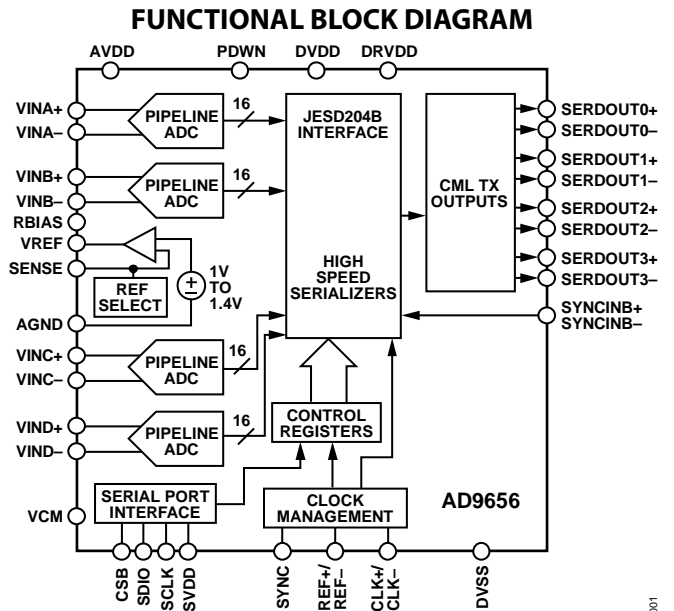 FUNCTIONAL BLOCK DIAGRAM
AVDD
PDWN
DVDD
DRVDD
VINA+
VINA–
PIPELINE
ADC
16
JESD204B
INTERFACE
HIGH
SPEED
SERIALIZERS
CML TX
OUTPUTS
SERDOUT0+
SERDOUT0–
SERDOUT1+
SERDOUT1–
SERDOUT2+
SERDOUT2–
SERDOUT3+
SERDOUT3–
VINB+
VINB–
PIPELINE
ADC
16
RBIAS
VREF
SENSE
REF
SELECT
1V
TO
1.4V
AGND
SYNCINB+
SYNCINB–
VINC+
VINC–
PIPELINE
ADC
16
VIND+
VIND–
PIPELINE
ADC
16
CONTROL
REGISTERS
SERIAL PORT
INTERFACE
CLOCK
MANAGEMENT
AD9656
VCM
CSB
SDIO
SCLK
SVDD
SYNC
REF+/
REF–
CLK+/
CLK–
DVSS